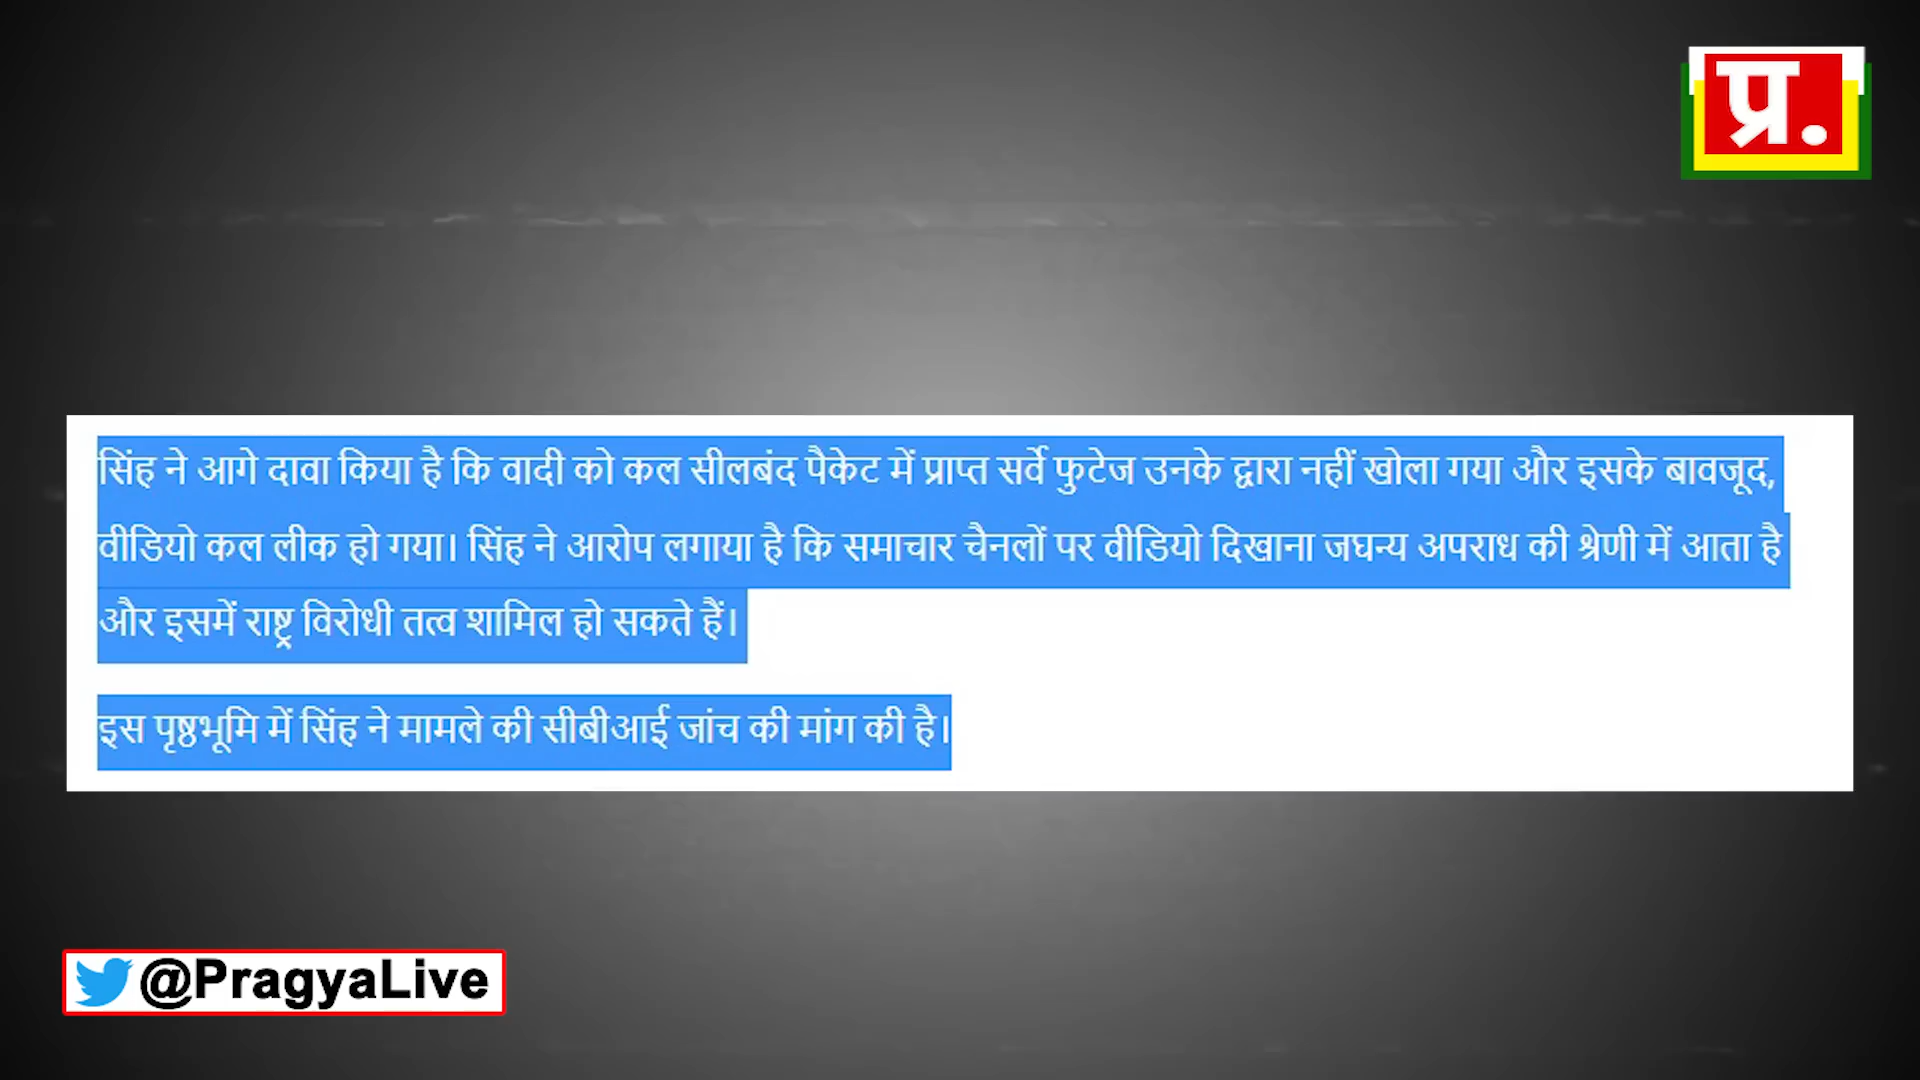 प्र.
सिंह ने आगे दावा किया है कि वादी को कल सीलबंद पैकेट में प्राप्त सर्वे फुटेज उनके द्वारा नहीं खोला गया और इसके बावजूद,
वीडियो कल लीक हो गया। सिंह ने आरोप लगाया है कि समाचार चैनलों पर वीडियो दिखाना जघन्य अपराध की श्रेणी में आता है
और इसमें राष्ट्र विरोधी तत्व शामिल हो सकते हैं।
इस पृष्ठभूमि में सिंह ने मामले की सीबीआई जांच की मांग की है।
@PragyaLive